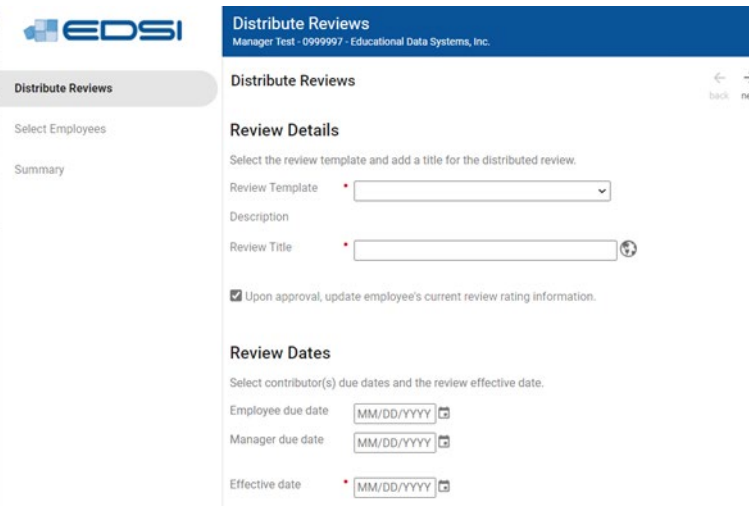 EDSI
Distribute Reviews
Manager Test - 0999997 - Educational Data Systems, Inc.
Distribute Reviews
Select Employees
Summary
Distribute Reviews
back
Review Details
Select the review template and add a title for the distributed review.
Review Template *
Description
Review Title *
Upon approval, update employee's current review rating information.
Review Dates
Select contributor(s) due dates and the review effective date.
Employee due date MM/DD/YYYY
Manager due date MM/DD/YYYY
Effective date * MM/DD/YYYY